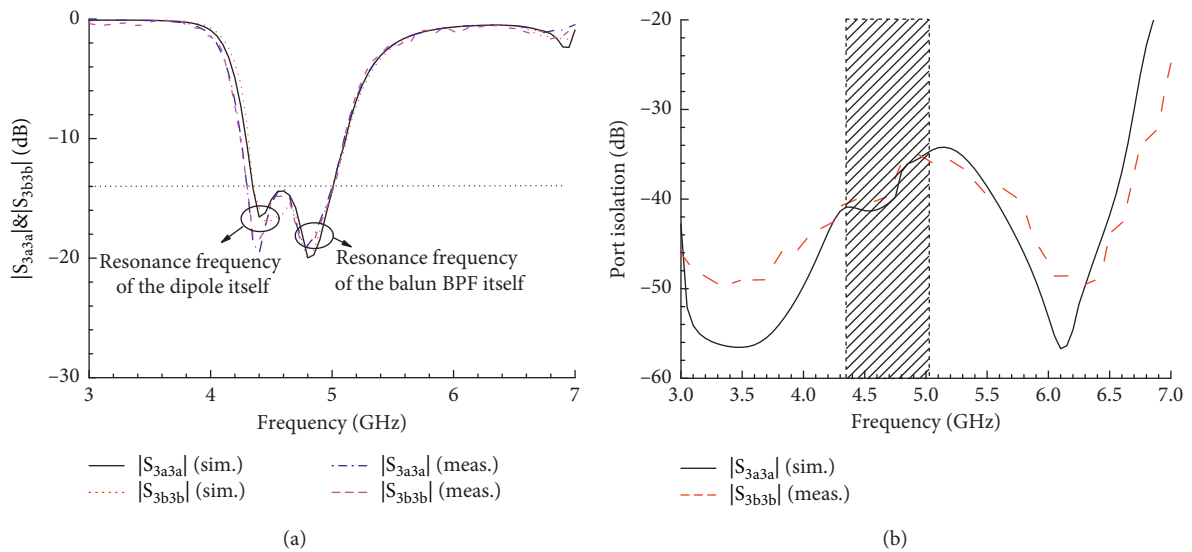 |S3a3a|&|S3b3b| (dB)
0
−10
−20
−30
3
4
5
6
7
Frequency (GHz)
Resonance frequency
of the dipole itself
Resonance frequency
of the balun BPF itself
|S3a3a| (sim.)
|S3b3b| (sim.)
|S3a3a| (meas.)
|S3b3b| (meas.)
(a)
Port isolation (dB)
−20
−30
−40
−50
−60
3.0
3.5
4.0
4.5
5.0
5.5
6.0
6.5
7.0
Frequency (GHz)
|S3a3a| (sim.)
|S3b3b| (meas.)
(b)